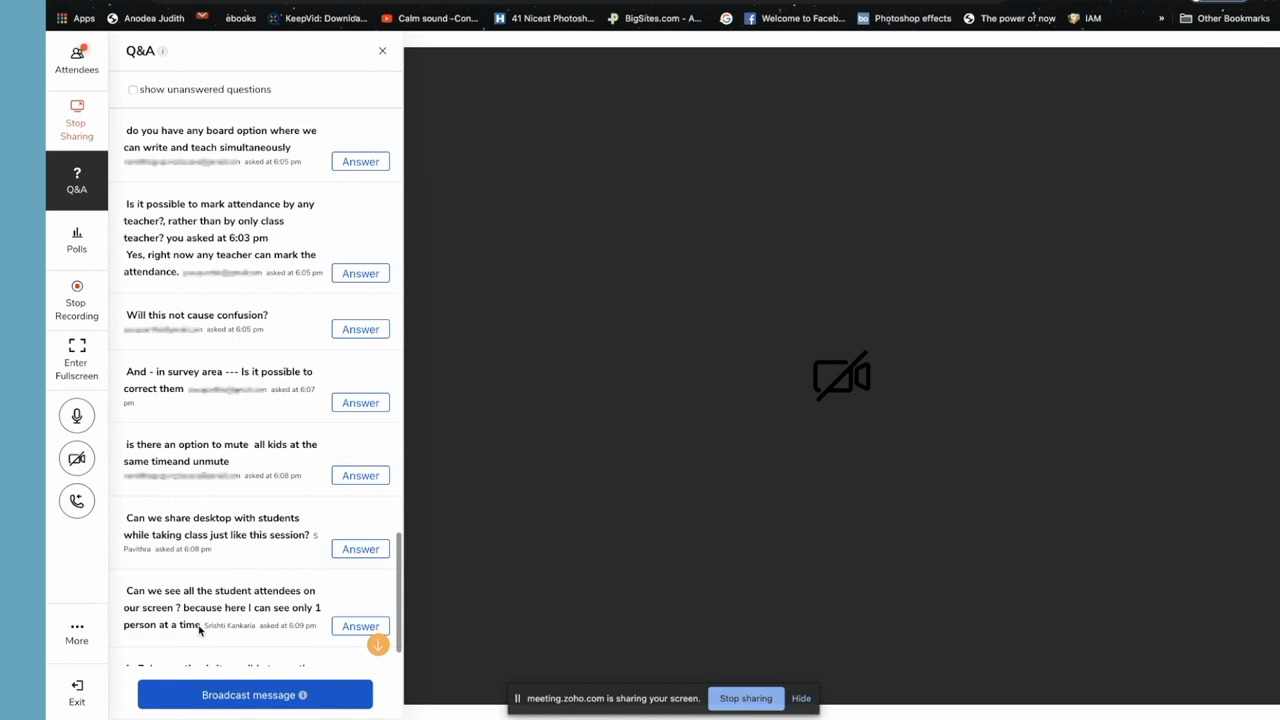 Apps
Anodea Judith
ebooks
KeepVid: Downloa...
Calm sound -Con...
41 Nicest Photosh...
BigSites.com - A...
Welcome to Faceb...
Photoshop effects
The power of now
IAM
»
Other Bookmarks
Attendees
Stop
Sharing
?
Q&A
Polls
Stop
Recording
Enter
Fullscreen
More
Exit
Q&A
show unanswered questions
do you have any board option where we
can write and teach simultaneously
asked at 6:05 pm
Answer
Is it possible to mark attendance by any
teacher?, rather than by only class
teacher? you asked at 6:03 pm
Yes, right now any teacher can mark the
attendance. asked at 6:05 pm
Answer
Will this not cause confusion?
asked at 6:05 pm
Answer
And - in survey area --- Is it possible to
correct them asked at 6:07
pm
Answer
is there an option to mute all kids at the
same timeand unmute
asked at 6:08 pm
Answer
Can we share desktop with students
while taking class just like this session? S
Pavithra asked at 6:08 pm
Answer
Can we see all the student attendees on
our screen ? because here I can see only 1
person at a time Srishti Kankaria asked at 6:09 pm
Answer
Broadcast message
meeting.zoho.com is sharing your screen.
Stop sharing
Hide